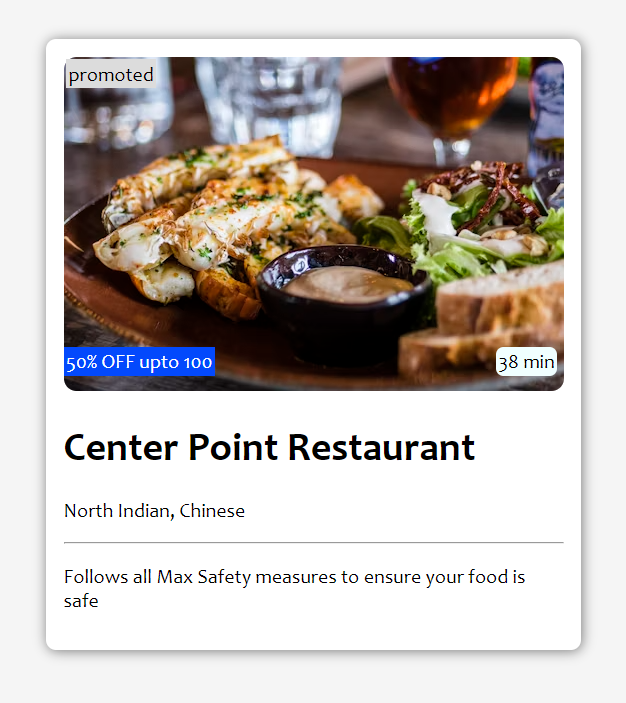 promoted
50% OFF upto 100
38 min
Center Point Restaurant
North Indian, Chinese
Follows all Max Safety measures to ensure your food is
safe